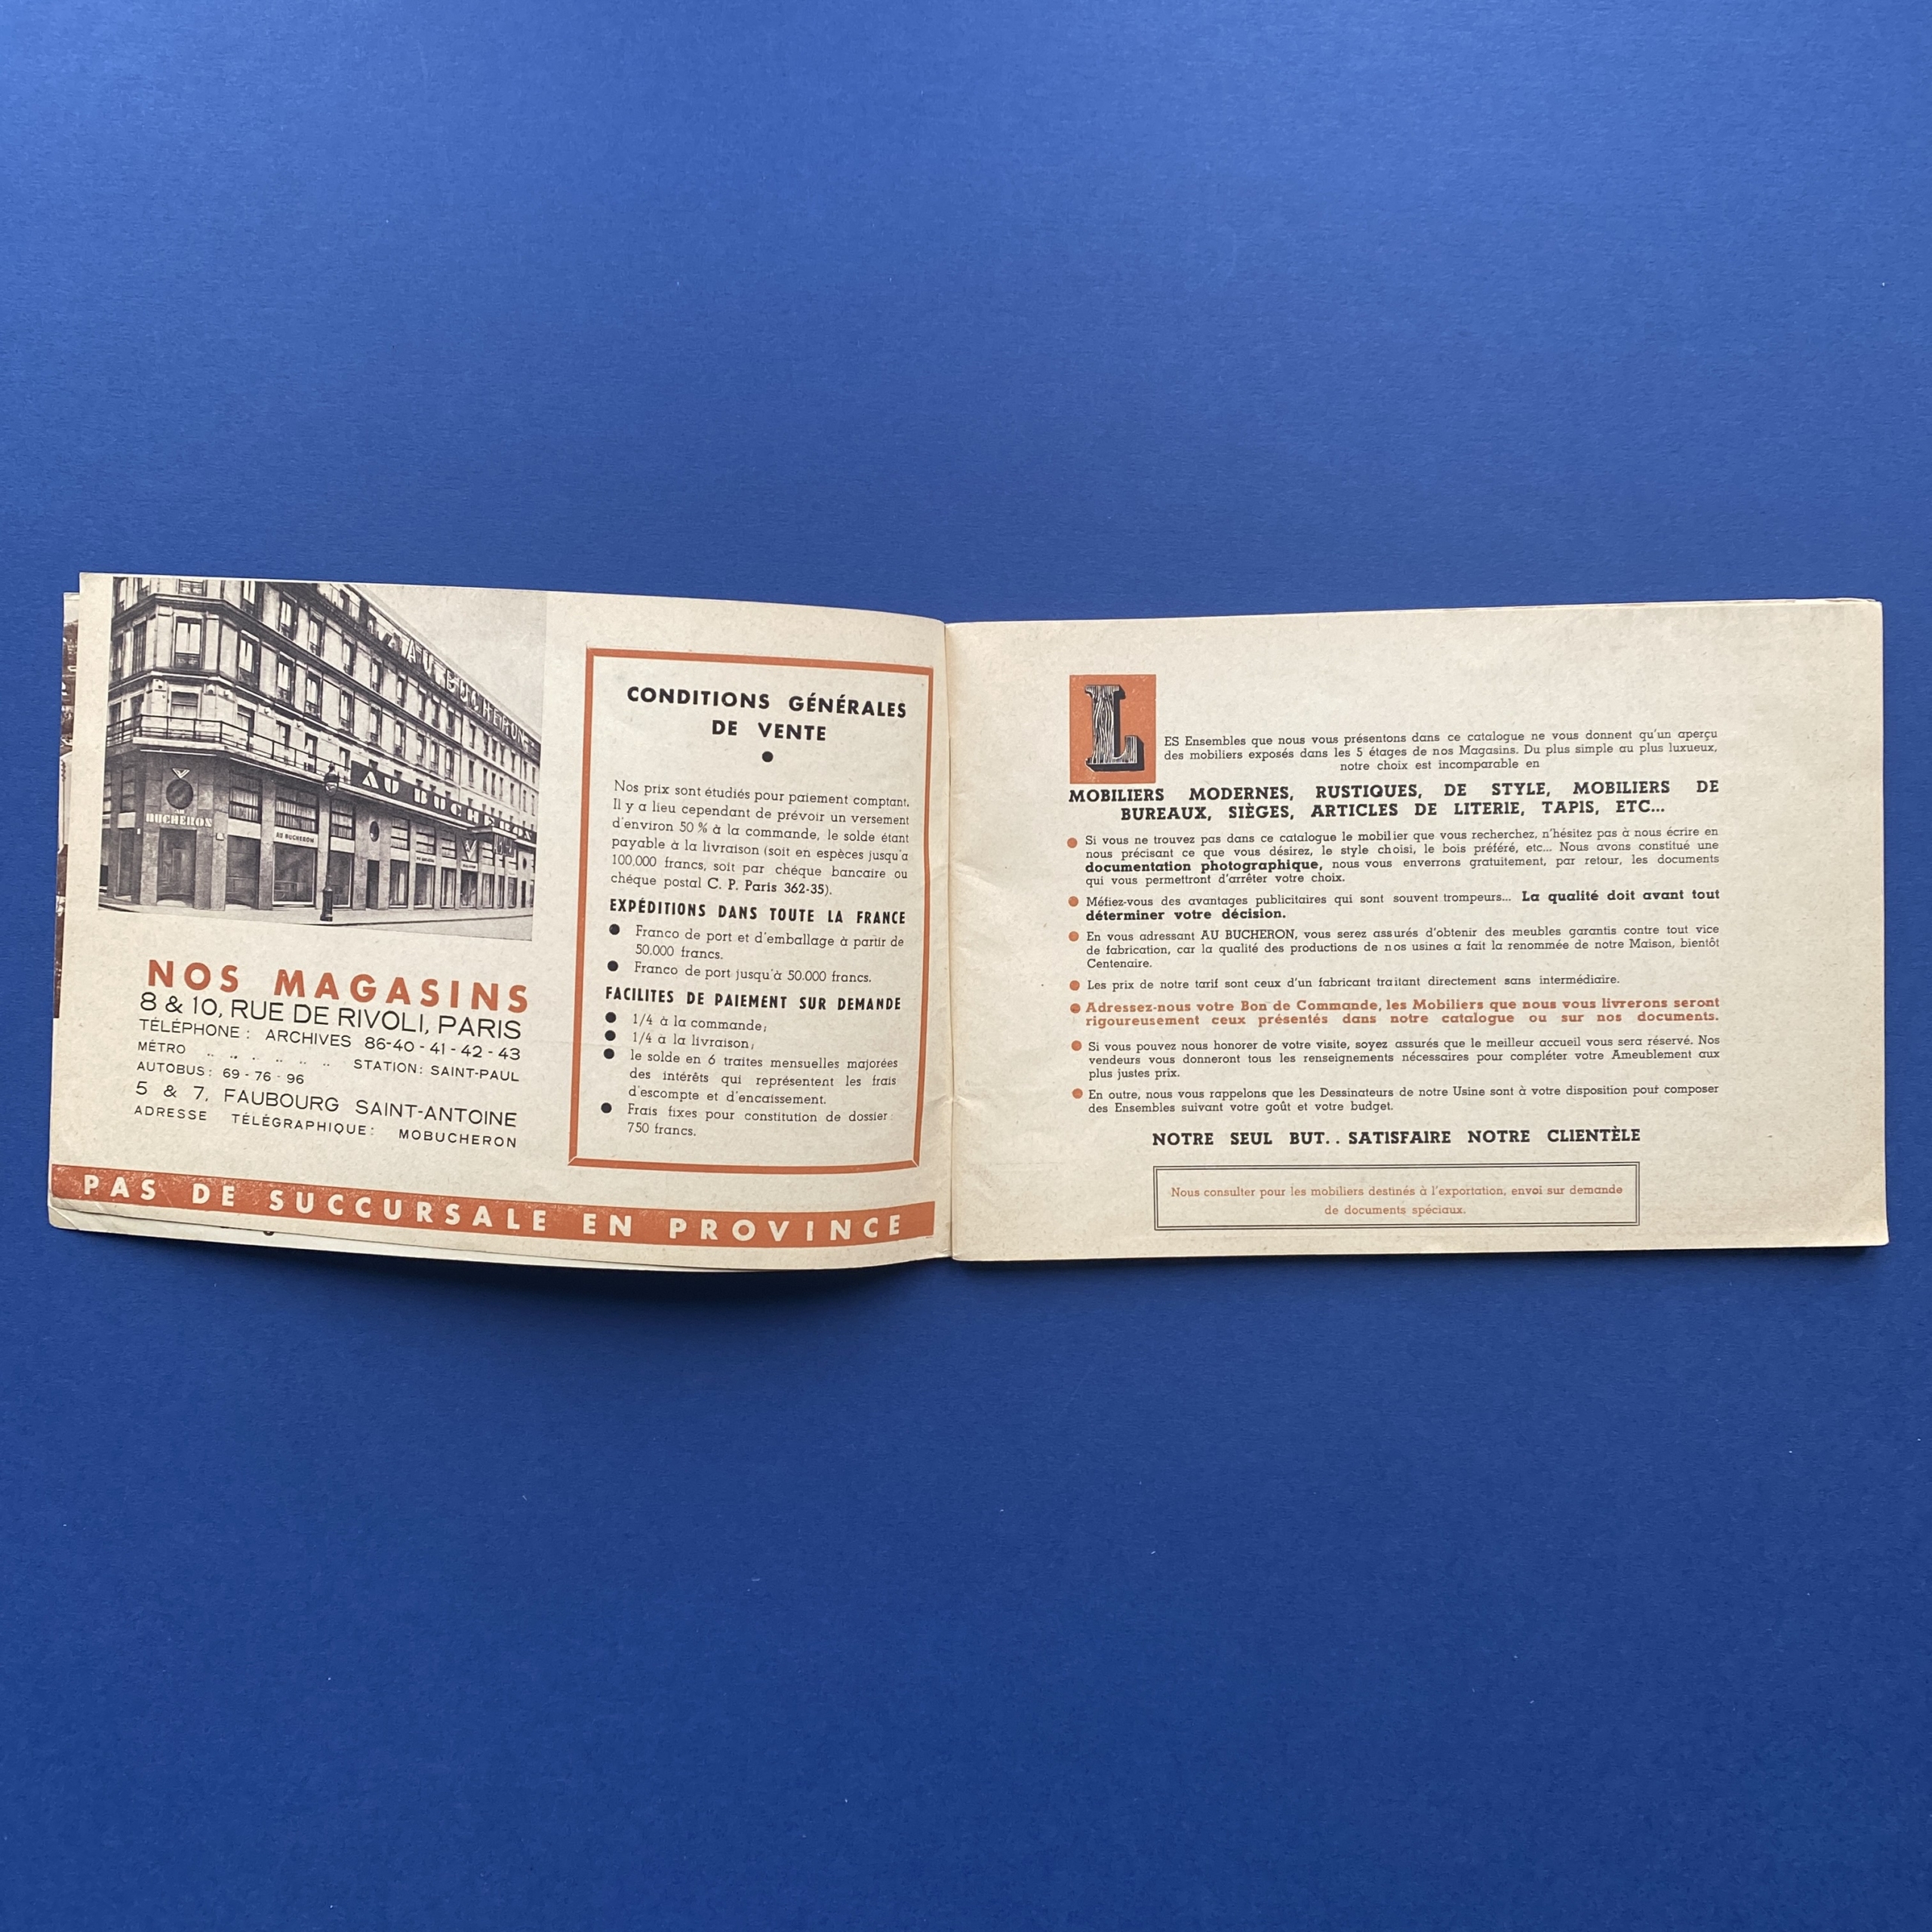 AU BUCHERON
AU BUCHERON
BUCHERON
AU BUCHERON
NOS MAGASINS
8 & 10, RUE DE RIVOLI, PARIS
TÉLÉPHONE : ARCHIVES 86-40 - 41 - 42 - 43
MÉTRO .. .. . .. .. .. STATION : SAINT-PAUL
AUTOBUS : 69 - 76 - 96
5 & 7, FAUBOURG SAINT-ANTOINE
ADRESSE TÉLÉGRAPHIQUE : MOBUCHERON
PAS DE SUCCURSALE EN PROVINCE
CONDITIONS GÉNÉRALES
DE VENTE
Nos prix sont étudiés pour paiement comptant.
Il y a lieu cependant de prévoir un versement
d'environ 50 % à la commande, le solde étant
payable à la livraison (soit en espèces jusqu'a
100.000 francs, soit par chéque bancaire ou
chéque postal C. P. Paris 362-35).
EXPÉDITIONS DANS TOUTE LA FRANCE
● Franco de port et d'emballage à partir de
50.000 francs.
● Franco de port jusqu'à 50.000 francs.
FACILITES DE PAIEMENT SUR DEMANDE
● 1/4 à la commande;
● 1/4 à la livraison;
● le solde en 6 traites mensuelles majorées
des intérêts qui représentent les frais
d'escompte et d'encaissement.
● Frais fixes pour constitution de dossier :
750 francs.
LES Ensembles que nous vous présentons dans ce catalogue ne vous donnent qu'un aperçu
des mobiliers exposés dans les 5 étages de nos Magasins. Du plus simple au plus luxueux,
notre choix est incomparable en
MOBILIERS MODERNES, RUSTIQUES, DE STYLE, MOBILIERS DE
BUREAUX, SIÈGES, ARTICLES DE LITERIE, TAPIS, ETC...
● Si vous ne trouvez pas dans ce catalogue le mobilier que vous recherchez, n'hésitez pas à nous écrire en
nous précisant ce que vous désirez, le style choisi, le bois préféré, etc... Nous avons constitué une
documentation photographique, nous vous enverrons gratuitement, par retour, les documents
qui vous permettront d'arrêter votre choix.
● Méfiez-vous des avantages publicitaires qui sont souvent trompeurs... La qualité doit avant tout
déterminer votre décision.
● En vous adressant AU BUCHERON, vous serez assurés d'obtenir des meubles garantis contre tout vice
de fabrication, car la qualité des productions de nos usines a fait la renommée de notre Maison, bientôt
Centenaire.
● Les prix de notre tarif sont ceux d'un fabricant traitant directement sans intermédiaire.
● Adressez-nous votre Bon de Commande, les Mobiliers que nous vous livrerons seront
rigoureusement ceux présentés dans notre catalogue ou sur nos documents.
● Si vous pouvez nous honorer de votre visite, soyez assurés que le meilleur accueil vous sera réservé. Nos
vendeurs vous donneront tous les renseignements nécessaires pour compléter votre Ameublement aux
plus justes prix.
● En outre, nous vous rappelons que les Dessinateurs de notre Usine sont à votre disposition pour composer
des Ensembles suivant votre goût et votre budget.
NOTRE SEUL BUT. . SATISFAIRE NOTRE CLIENTÈLE
Nous consulter pour les mobiliers destinés à l'exportation, envoi sur demande
de documents spéciaux.